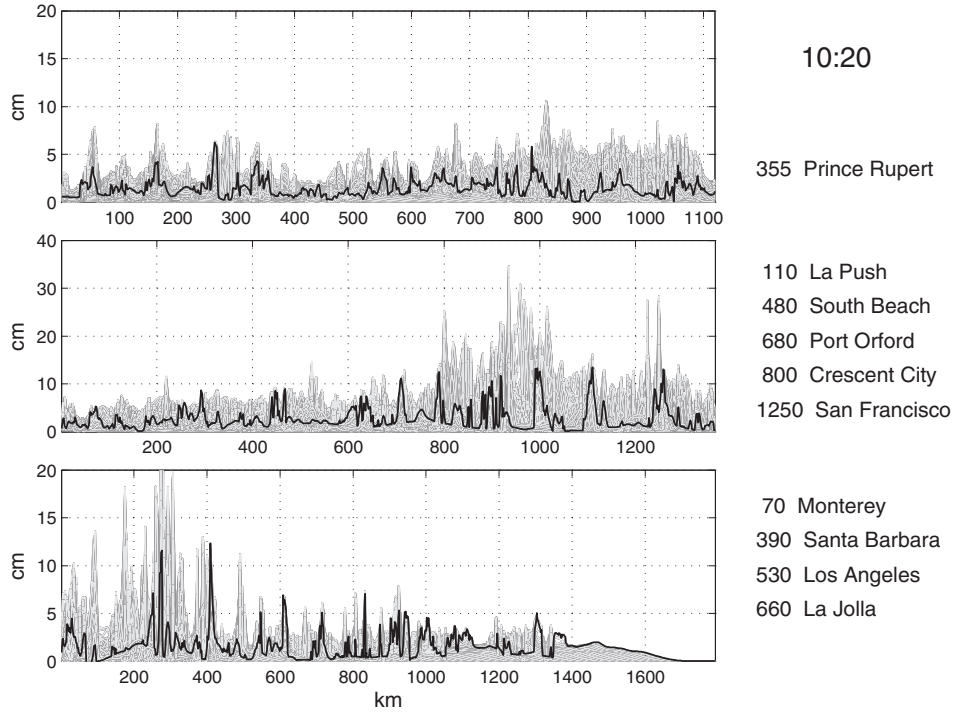 20
15
10
5
0
cm
100 200 300 400 500 600 700 800 900 1000 1100
10:20
355 Prince Rupert
40
30
20
10
0
cm
200 400 600 800 1000 1200
110 La Push
480 South Beach
680 Port Orford
800 Crescent City
1250 San Francisco
20
15
10
5
0
cm
200 400 600 800 1000 1200 1400 1600
km
70 Monterey
390 Santa Barbara
530 Los Angeles
660 La Jolla